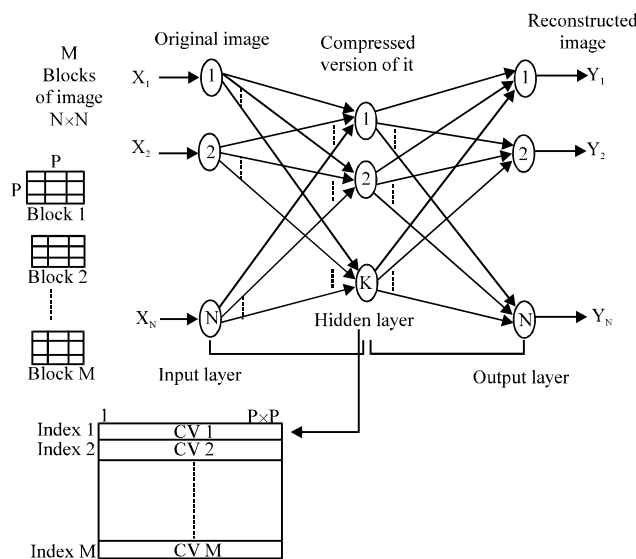 M
Blocks
of image
N×N
P
P
Block 1
Block 2
Block M
Original image
Compressed
version of it
Reconstructed
image
X1
1
1
1
Y1
X2
2
2
2
Y2
K
XN
N
N
YN
Hidden layer
Input layer
Output layer
1
P×P
Index 1
CV 1
Index 2
CV 2
Index M
CV M